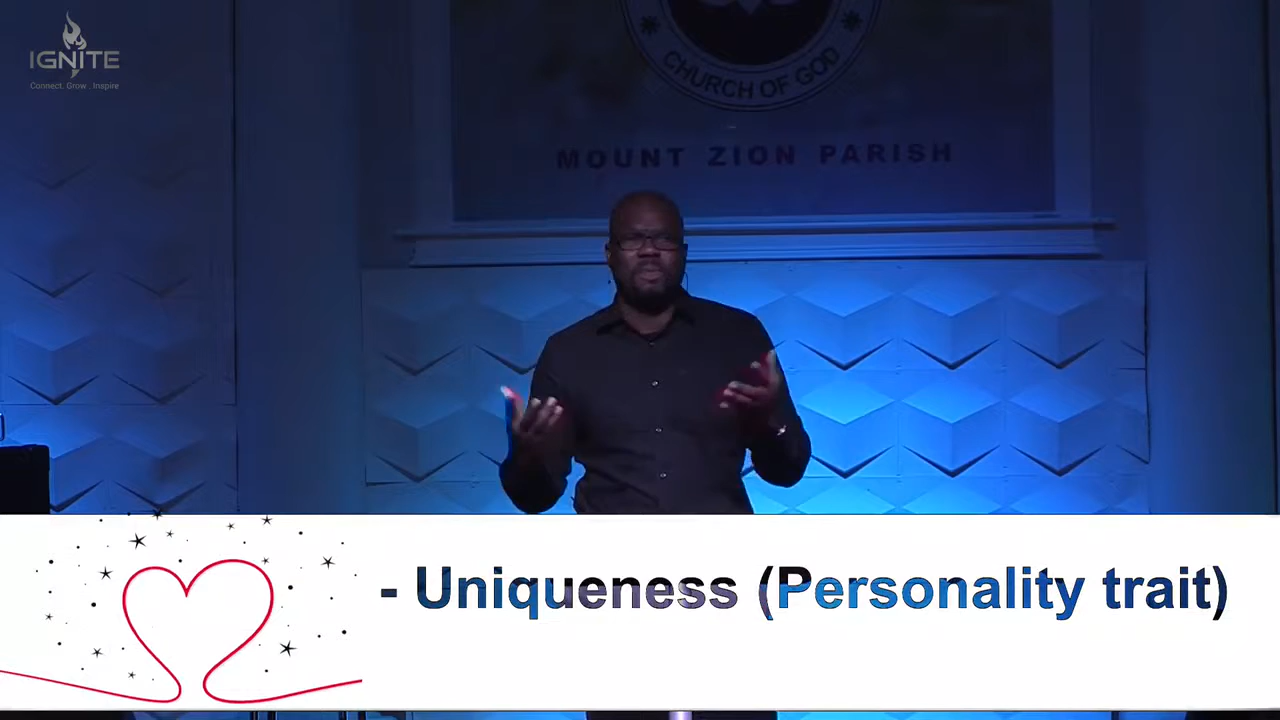 IGNITE
Connect. Grow . Inspire
CHURCH OF GOD
MOUNT ZION PARISH
- Uniqueness (Personality trait)